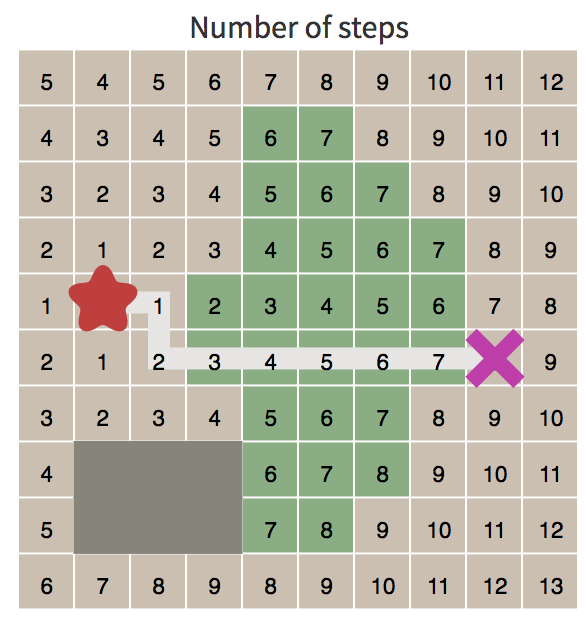 Number of steps
5 4 5 6 7 8 9 10 11 12
4 3 4 5 6 7 8 9 10 11
3 2 3 4 5 6 7 8 9 10
2 1 2 3 4 5 6 7 8 9
1 1 2 3 4 5 6 7 8
2 1 2 3 4 5 6 7 9
3 2 3 4 5 6 7 8 9 10
4 6 7 8 9 10 11
5 7 8 9 10 11 12
6 7 8 9 8 9 10 11 12 13